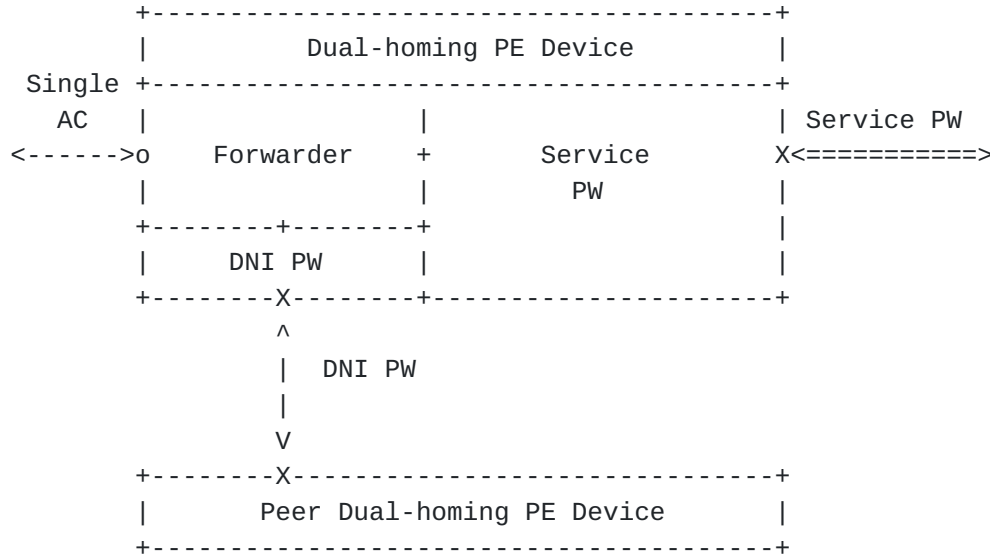 Dual-homing PE Device
Single
AC Service PW
Forwarder Service
PW
DNI PW
DNI PW
Peer Dual-homing PE Device